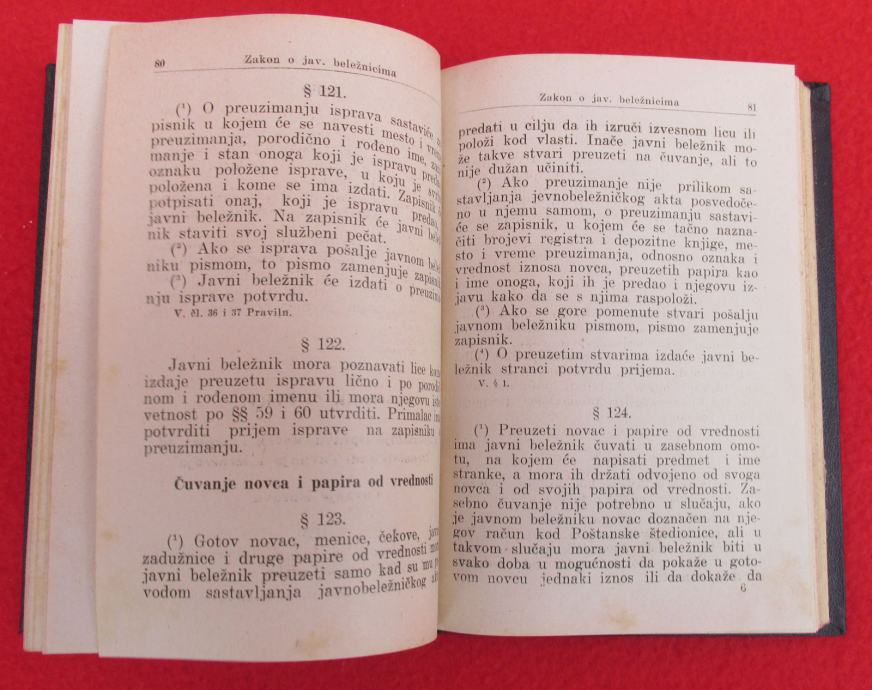 80 Zakon o jav. beležnicima
§ 121.
(¹) O preuzimanju isprava sastaviće
pisnik u kojem će se navesti mesto i
preuzimanja, porodično i rođeno ime,
manje i stan onoga koji je ispravu
oznaku položene isprave, u koju je
položena i kome se ima izdati. Zapisnik
potpisati onaj, koji je ispravu
javni beležnik. Na zapisnik će javni
nik staviti svoj službeni pečat.
(²) Ako se isprava pošalje javnom
niku pismom, to pismo zamenjuje
(³) Javni beležnik će izdati o
nju isprave potvrdu.
V. čl. 36 i 37 Praviln.
§ 122.
Javni beležnik mora poznavati lice
izdaje preuzetu ispravu lično i po
nom i rođenom imenu ili mora njegovu
vetnost po §§ 59 i 60 utvrditi. Primalac
potvrditi prijem isprave na zapisniku
preuzimanju.
Čuvanje novca i papira od vrednosti
§ 123.
(¹) Gotov novac, menice, čekove,
zadužnice i druge papire od vrednosti
javni beležnik preuzeti samo kad su mu
vodom sastavljanja javnobeležničkog
Zakon o jav. beležnicima 81
predati u cilju da ih izruči izvesnom licu ili
položi kod vlasti. Inače javni beležnik mo-
že takve stvari preuzeti na čuvanje, ali to
nije dužan učiniti.
(²) Ako preuzimanje nije prilikom sa-
stavljanja jevnobeležničkog akta posvedoče-
no u njemu samom, o preuzimanju sastavi-
će se zapisnik, u kojem će se tačno nazna-
čiti brojevi registra i depozitne knjige, me-
sto i vreme preuzimanja, odnosno oznaka i
vrednost iznosa novca, preuzetih papira kao
i ime onoga, koji ih je predao i njegovu iz-
javu kako da se s njima raspoloži.
(³) Ako se gore pomenute stvari pošalju
javnom beležniku pismom, pismo zamenjuje
zapisnik.
(⁴) O preuzetim stvarima izdaće javni be-
ležnik stranci potvrdu prijema.
V. § 1.
§ 124.
(¹) Preuzeti novac i papire od vrednosti
ima javni beležnik čuvati u zasebnom omo-
tu, na kojem će napisati predmet i ime
stranke, a mora ih držati odvojeno od svoga
novca i od svojih papira od vrednosti. Za-
sebno čuvanje nije potrebno u slučaju, ako
je javnom beležniku novac doznačen na nje-
gov račun kod Poštanske štedionice, ali u
takvom slučaju mora javni beležnik biti u
svako doba u mogućnosti da pokaže u goto-
vom novcu jednaki iznos ili da dokaže da
6